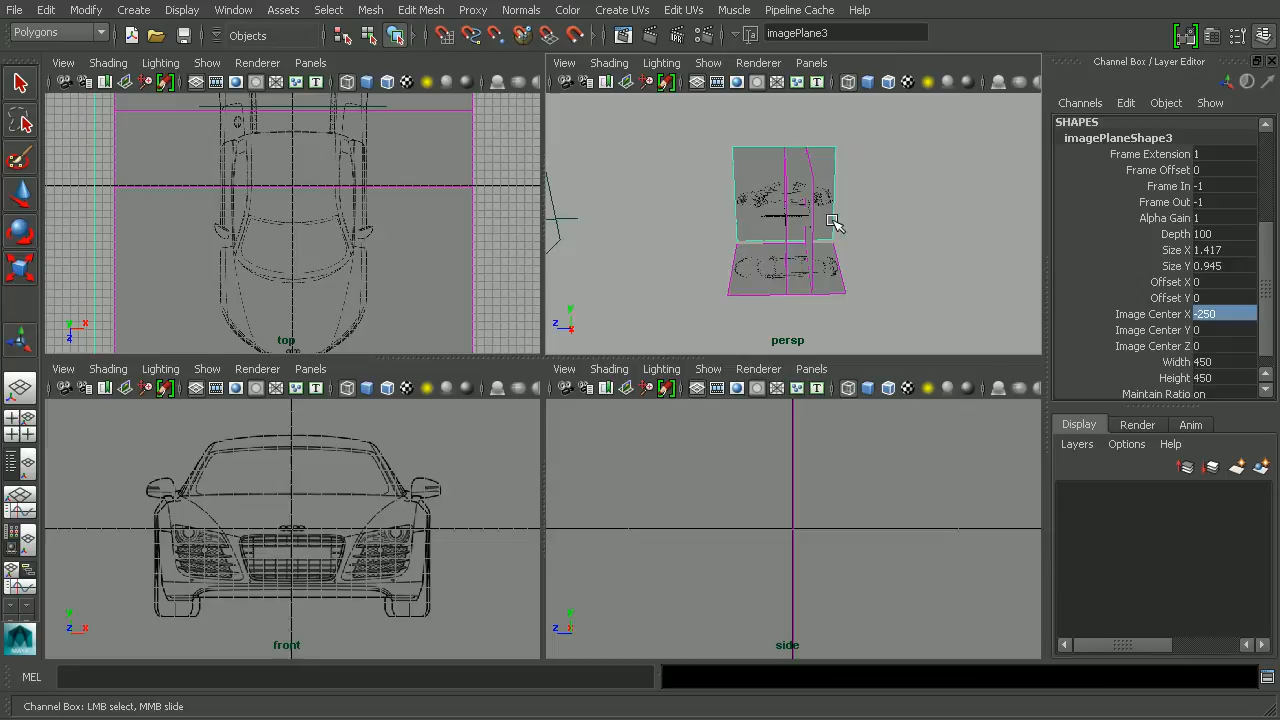 File Edit Modify Create Display Window Assets Select Mesh Edit Mesh Proxy Normals Color Create UVs Edit UVs Muscle Pipeline Cache Help
Polygons Objects imagePlane3
View Shading Lighting Show Renderer Panels
View Shading Lighting Show Renderer Panels
top
persp
View Shading Lighting Show Renderer Panels
View Shading Lighting Show Renderer Panels
front
side
Channel Box / Layer Editor
Channels Edit Object Show
SHAPES
imagePlaneShape3
Frame Extension 1
Frame Offset 0
Frame In -1
Frame Out -1
Alpha Gain 1
Depth 100
Size X 1.417
Size Y 0.945
Offset X 0
Offset Y 0
Image Center X -250
Image Center Y 0
Image Center Z 0
Width 450
Height 450
Maintain Ratio on
Display Render Anim
Layers Options Help
MEL
Channel Box: LMB select, MMB slide